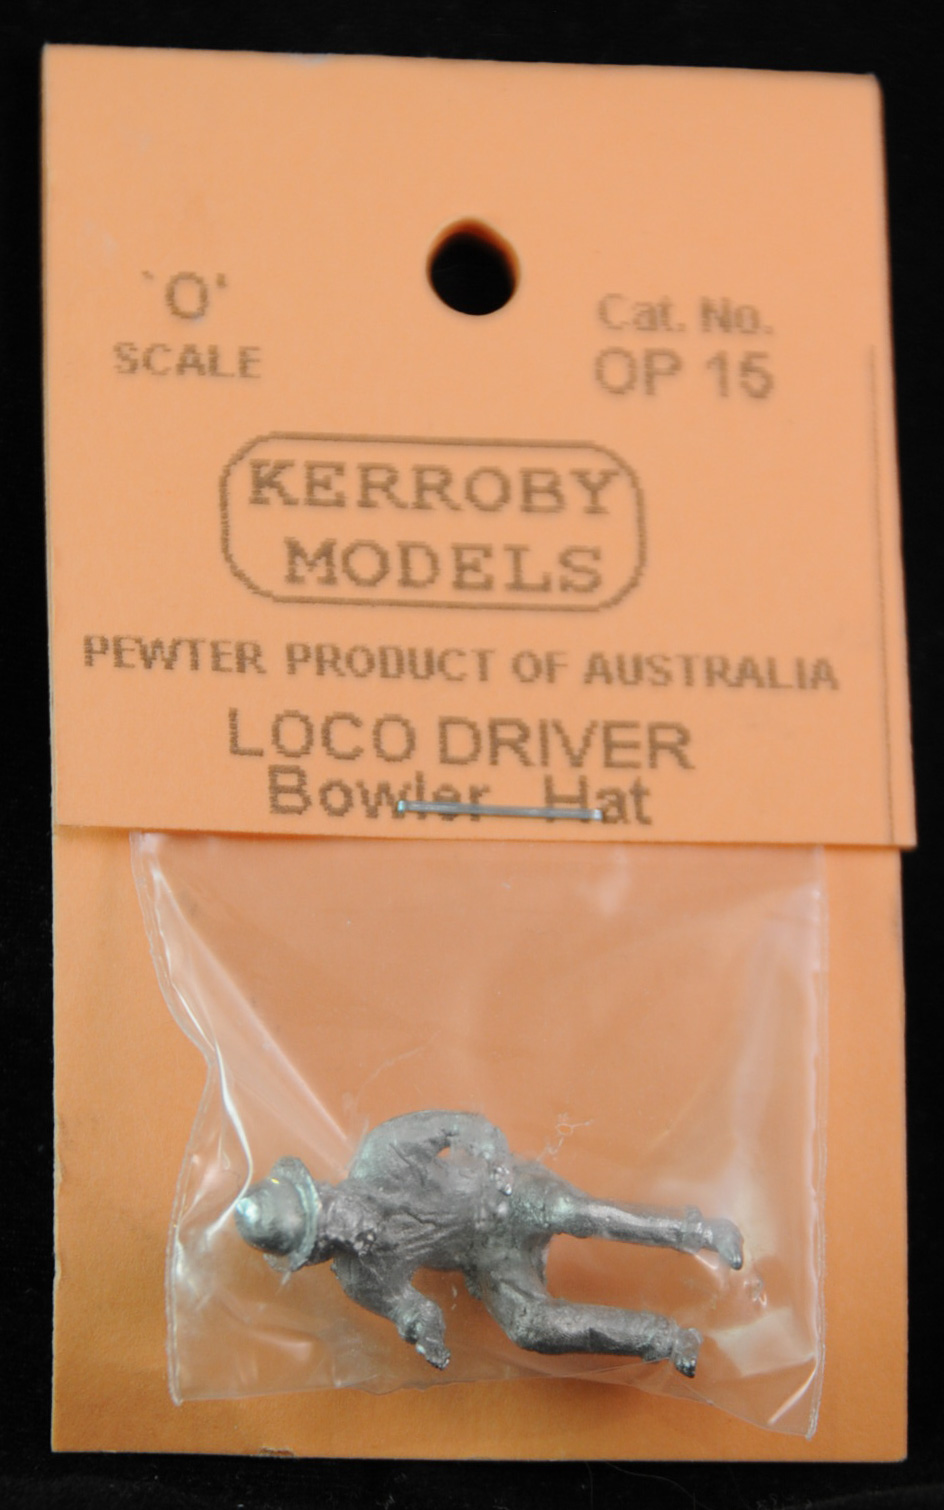 `O'
SCALE
Cat. No.
OP 15
KERROBY
MODELS
PEWTER PRODUCT OF AUSTRALIA
LOCO DRIVER
Bowler Hat